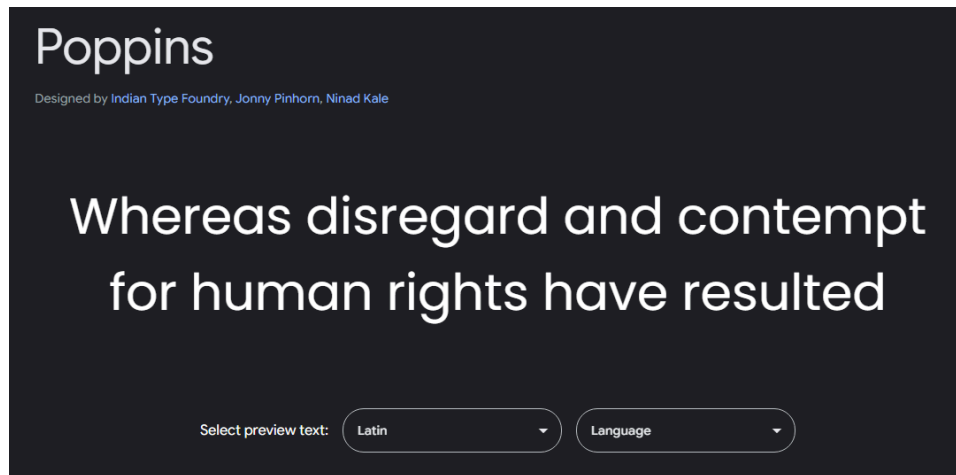 Poppins
Designed by Indian Type Foundry, Jonny Pinhorn, Ninad Kale
Whereas disregard and contempt
for human rights have resulted
Select preview text: Latin Language